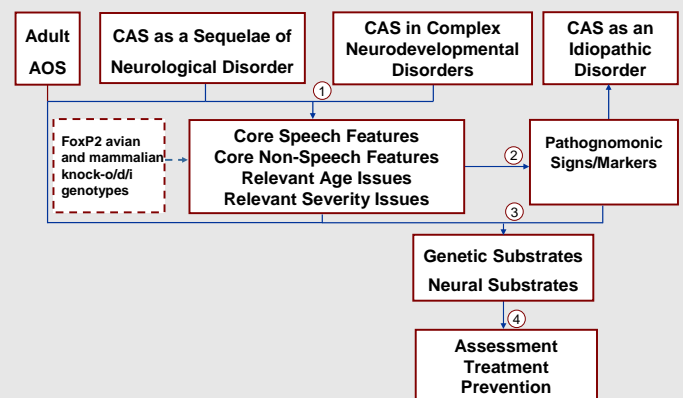 Adult
AOS
CAS as a Sequelae of
Neurological Disorder
CAS in Complex
Neurodevelopmental
Disorders
CAS as an
Idiopathic
Disorder
1
FoxP2 avian
and mammalian
knock-o/d/i
genotypes
Core Speech Features
Core Non-Speech Features
Relevant Age Issues
Relevant Severity Issues
2
Pathognomonic
Signs/Markers
3
Genetic Substrates
Neural Substrates
4
Assessment
Treatment
Prevention